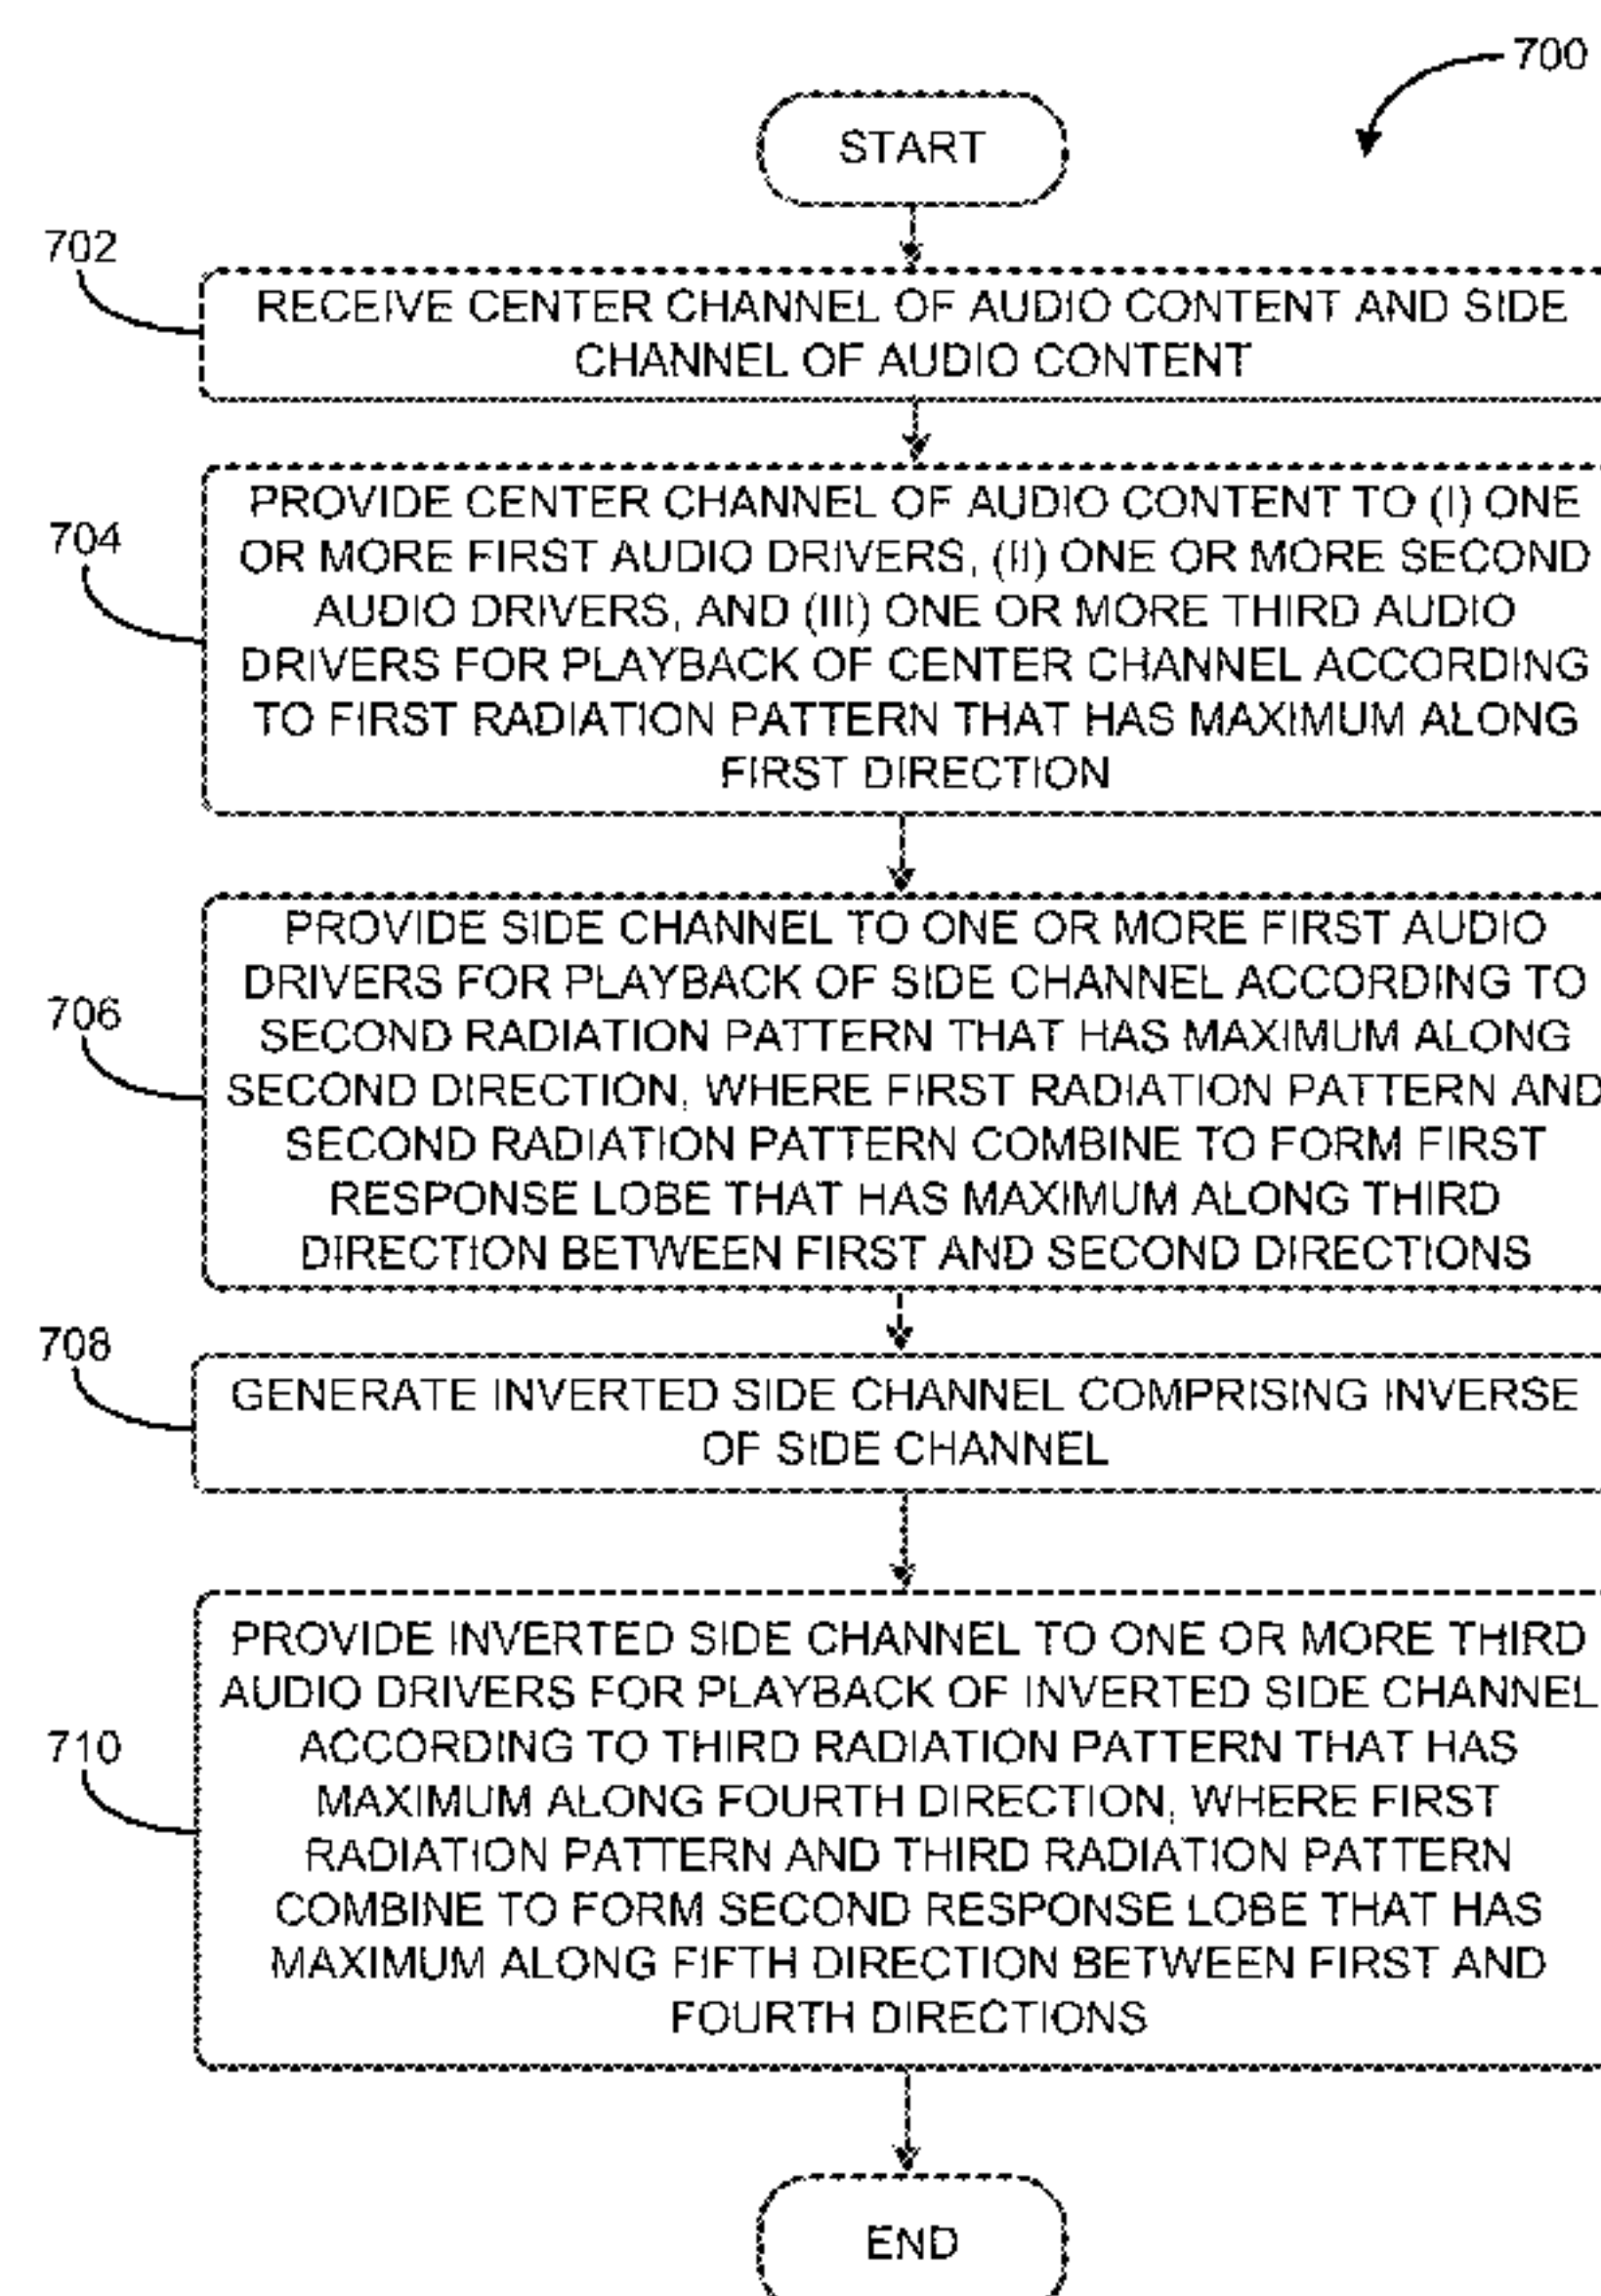 700
START
702
RECEIVE CENTER CHANNEL OF AUDIO CONTENT AND SIDE
CHANNEL OF AUDIO CONTENT
704
PROVIDE CENTER CHANNEL OF AUDIO CONTENT TO (I) ONE
OR MORE FIRST AUDIO DRIVERS, (II) ONE OR MORE SECOND
AUDIO DRIVERS, AND (III) ONE OR MORE THIRD AUDIO
DRIVERS FOR PLAYBACK OF CENTER CHANNEL ACCORDING
TO FIRST RADIATION PATTERN THAT HAS MAXIMUM ALONG
FIRST DIRECTION
706
PROVIDE SIDE CHANNEL TO ONE OR MORE FIRST AUDIO
DRIVERS FOR PLAYBACK OF SIDE CHANNEL ACCORDING TO
SECOND RADIATION PATTERN THAT HAS MAXIMUM ALONG
SECOND DIRECTION, WHERE FIRST RADIATION PATTERN AND
SECOND RADIATION PATTERN COMBINE TO FORM FIRST
RESPONSE LOBE THAT HAS MAXIMUM ALONG THIRD
DIRECTION BETWEEN FIRST AND SECOND DIRECTIONS
708
GENERATE INVERTED SIDE CHANNEL COMPRISING INVERSE
OF SIDE CHANNEL
710
PROVIDE INVERTED SIDE CHANNEL TO ONE OR MORE THIRD
AUDIO DRIVERS FOR PLAYBACK OF INVERTED SIDE CHANNEL
ACCORDING TO THIRD RADIATION PATTERN THAT HAS
MAXIMUM ALONG FOURTH DIRECTION, WHERE FIRST
RADIATION PATTERN AND THIRD RADIATION PATTERN
COMBINE TO FORM SECOND RESPONSE LOBE THAT HAS
MAXIMUM ALONG FIFTH DIRECTION BETWEEN FIRST AND
FOURTH DIRECTIONS
END